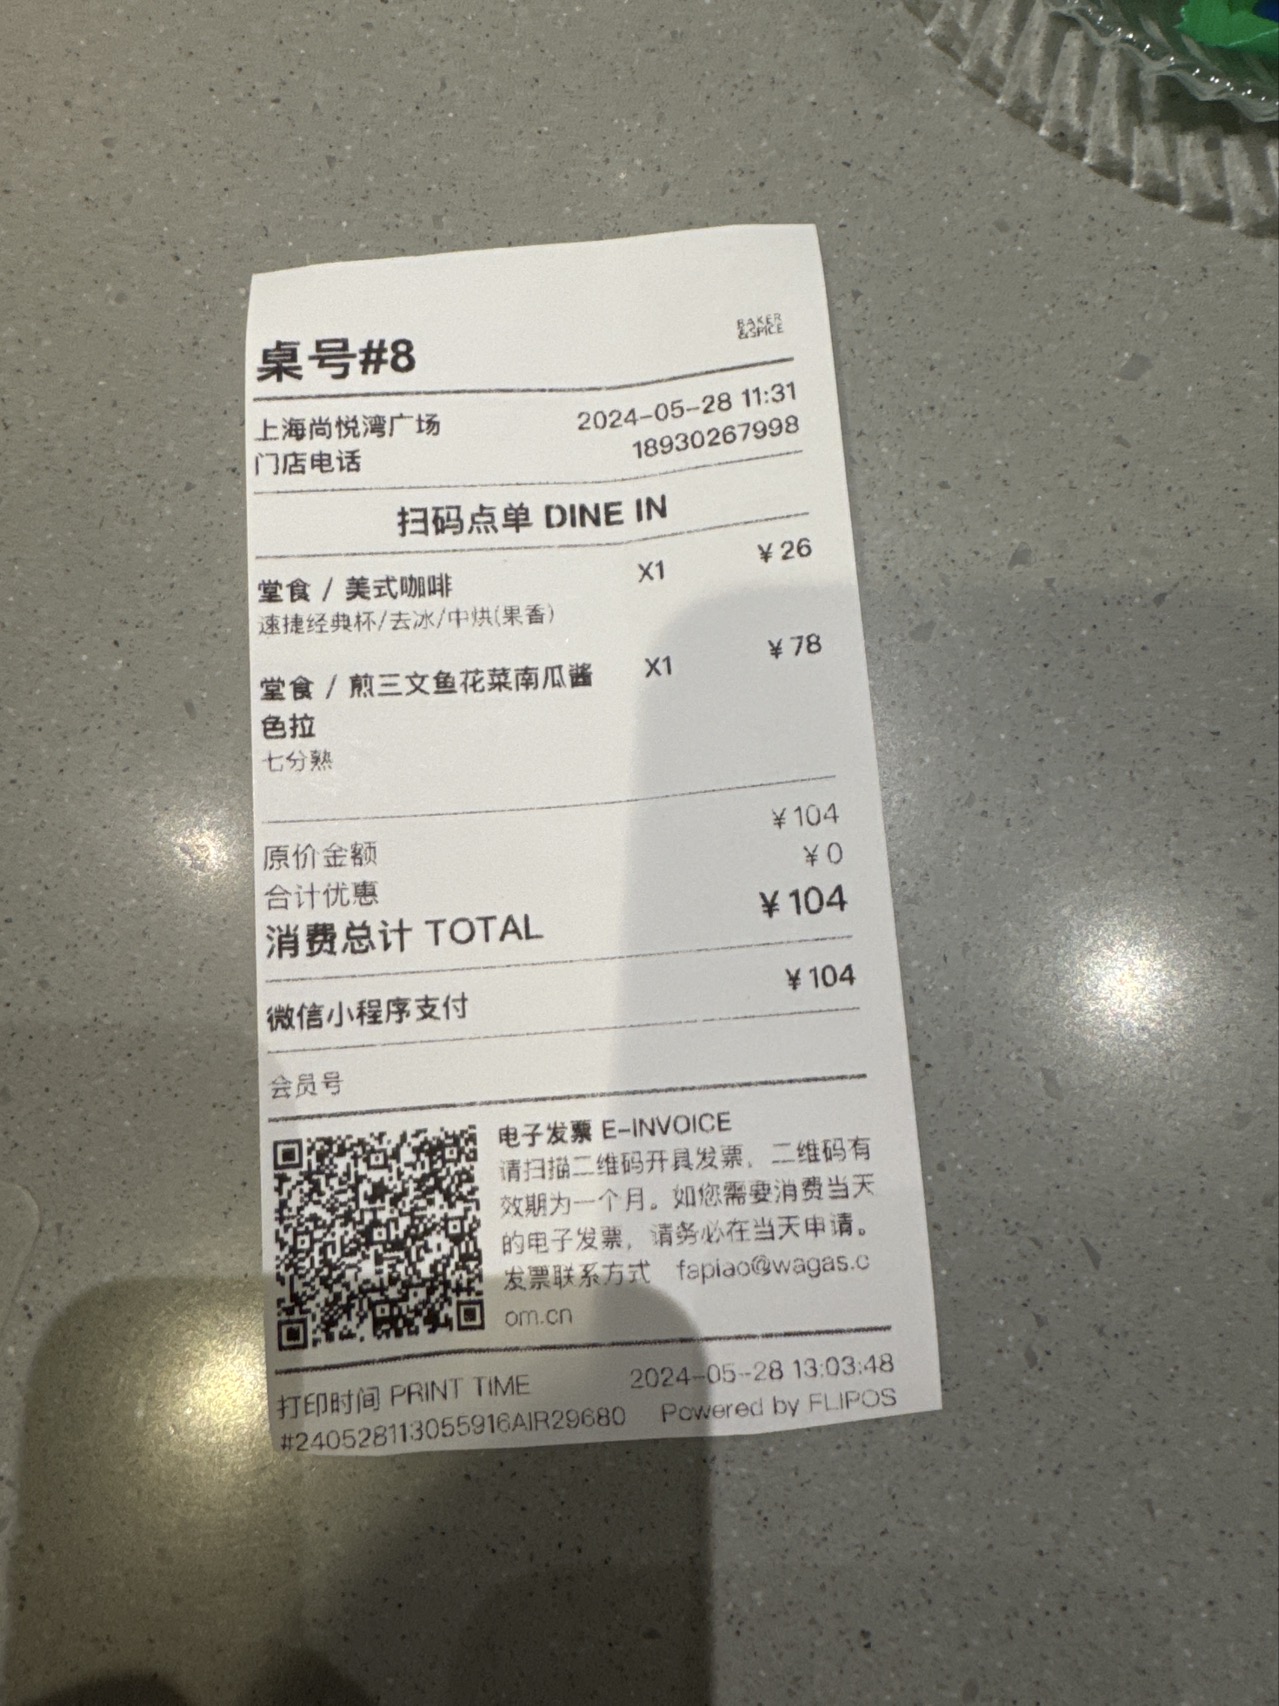 BAKER
&SPICE
桌号#8
上海尚悦湾广场 2024-05-28 11:31
门店电话 18930267998
扫码点单 DINE IN
堂食 / 美式咖啡 X1 ¥26
速捷经典杯/去冰/中烘(果香)
堂食 / 煎三文鱼花菜南瓜酱 X1 ¥78
色拉
七分熟
原价金额 ¥104
合计优惠 ¥0
消费总计 TOTAL ¥104
微信小程序支付 ¥104
会员号
电子发票 E-INVOICE
请扫描二维码开具发票，二维码有
效期为一个月。如您需要消费当天
的电子发票，请务必在当天申请。
发票联系方式 fapiao@wagas.c
om.cn
打印时间 PRINT TIME 2024-05-28 13:03:48
#240528113055916AIR29680 Powered by FLIPOS